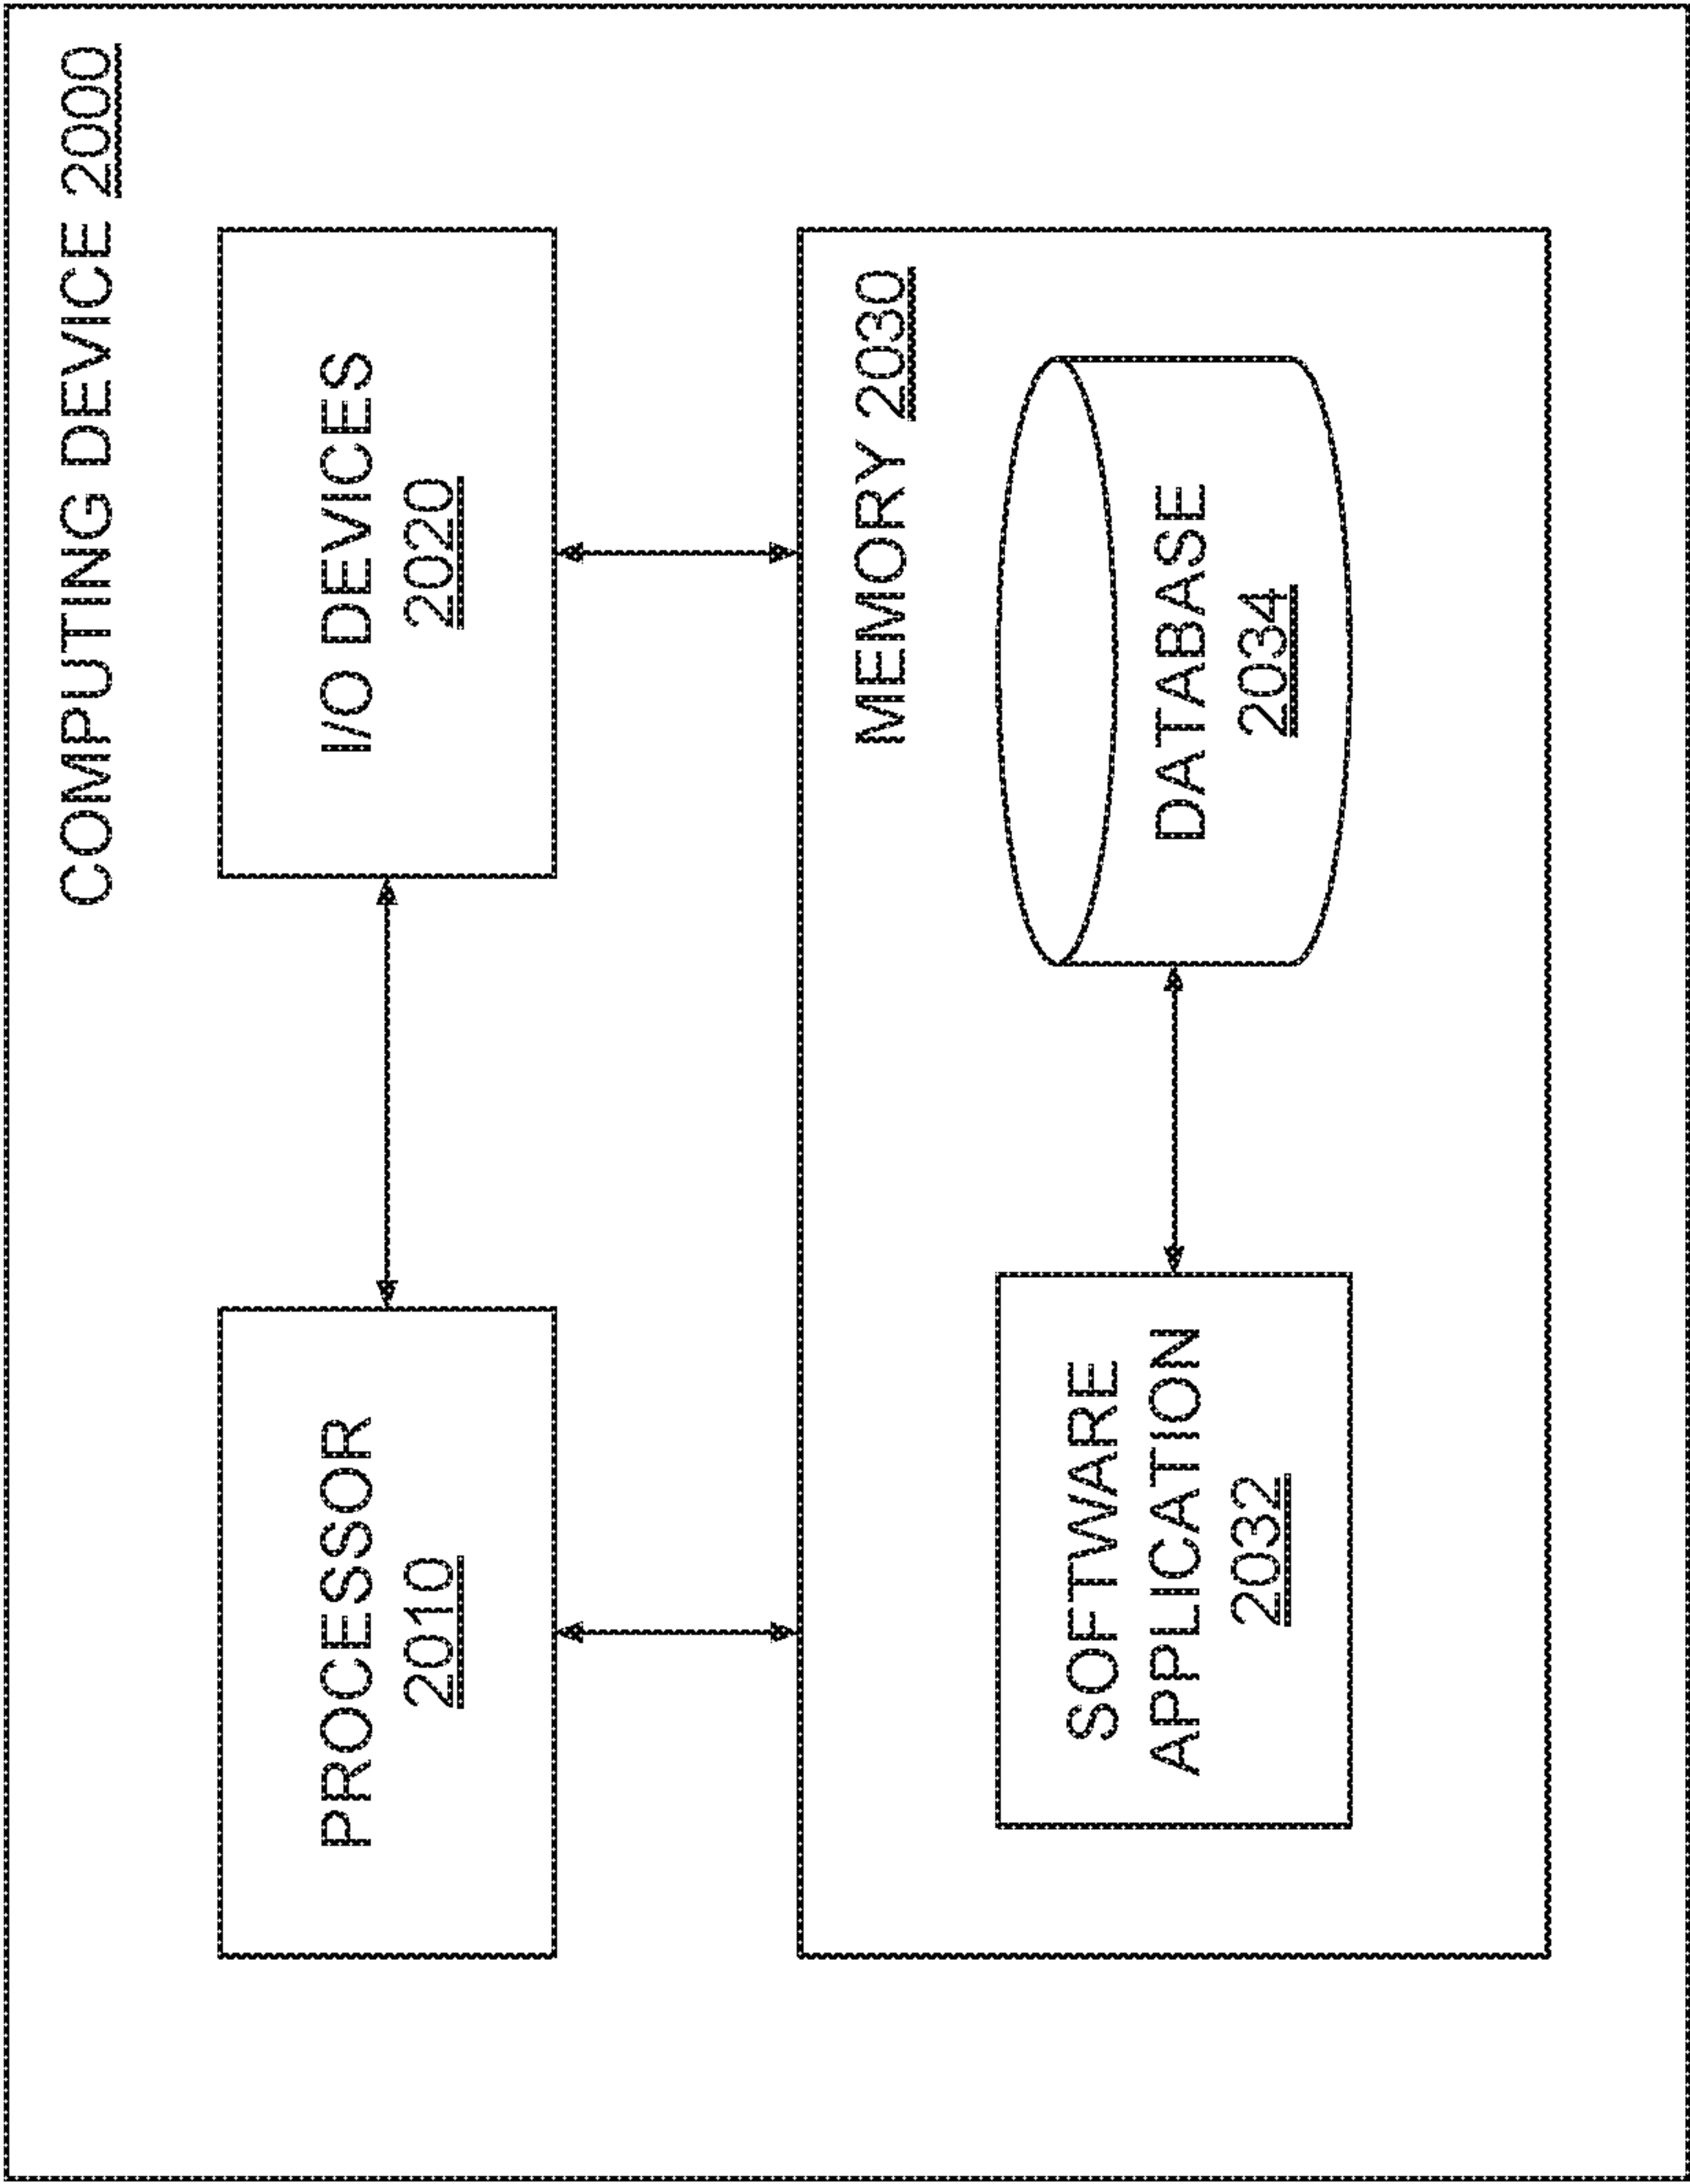 COMPUTING DEVICE 2000
PROCESSOR
2010
I/O DEVICES
2020
MEMORY 2030
SOFTWARE
APPLICATION
2032
DATABASE
2034